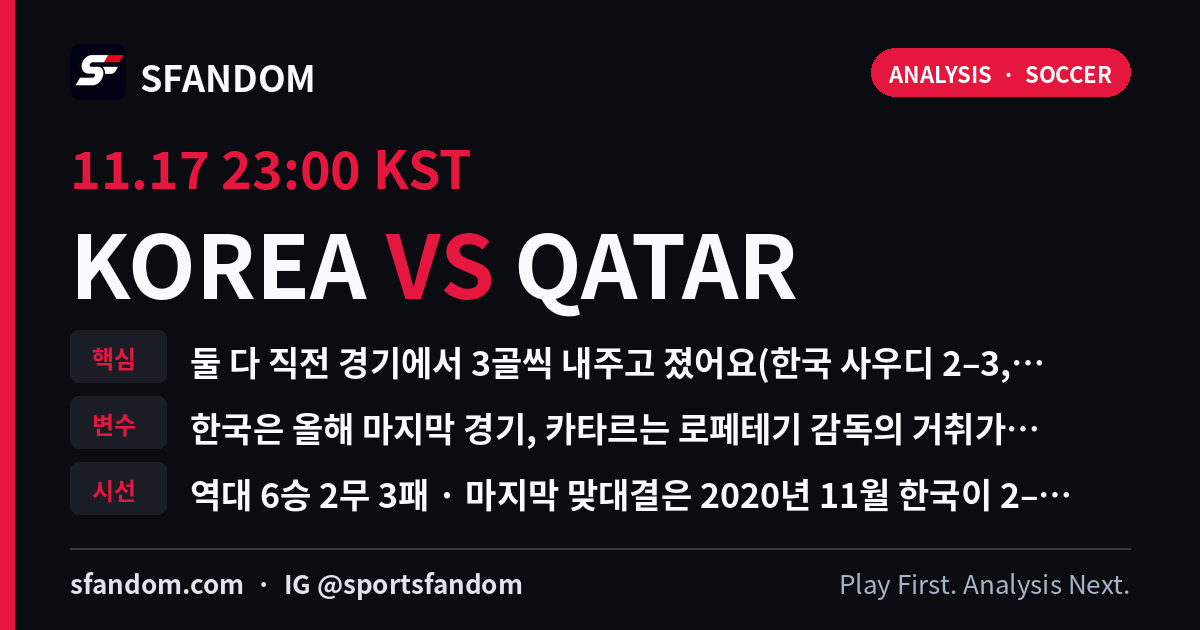 SF SFANDOM
ANALYSIS · SOCCER
11.17 23:00 KST
KOREA VS QATAR
핵심 둘 다 직전 경기에서 3골씩 내주고 졌어요(한국 사우디 2–3,…
변수 한국은 올해 마지막 경기, 카타르는 로페테기 감독의 거취가…
시선 역대 6승 2무 3패 · 마지막 맞대결은 2020년 11월 한국이 2–…
sfandom.com · IG @sportsfandom
Play First. Analysis Next.